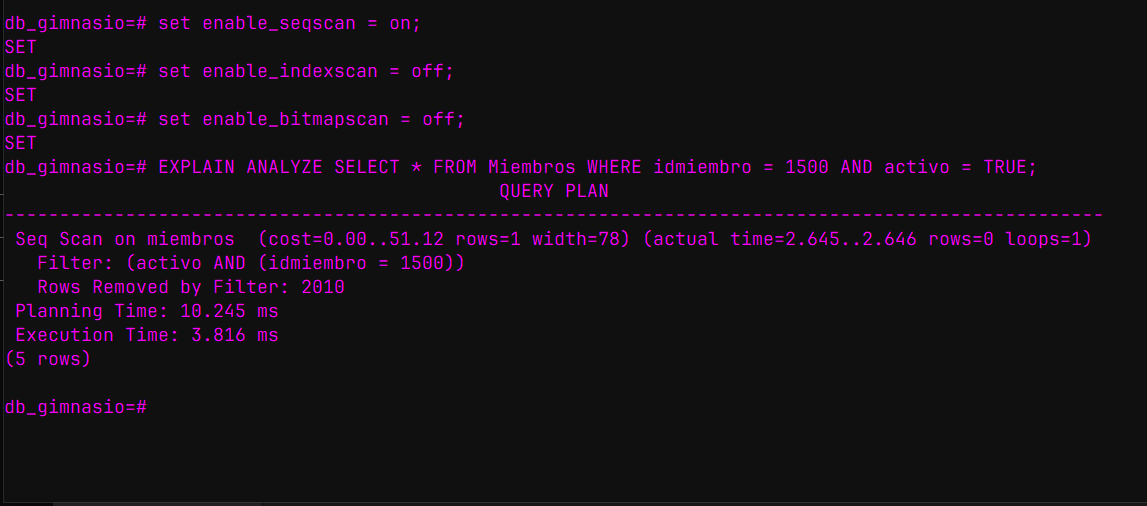 db_gimnasio=# set enable_seqscan = on;
SET
db_gimnasio=# set enable_indexscan = off;
SET
db_gimnasio=# set enable_bitmapscan = off;
SET
db_gimnasio=# EXPLAIN ANALYZE SELECT * FROM Miembros WHERE idmiembro = 1500 AND activo = TRUE;
QUERY PLAN
----------------------------------------------------------------------------------------------------
Seq Scan on miembros  (cost=0.00..51.12 rows=1 width=78) (actual time=2.645..2.646 rows=0 loops=1)
Filter: (activo AND (idmiembro = 1500))
Rows Removed by Filter: 2010
Planning Time: 10.245 ms
Execution Time: 3.816 ms
(5 rows)
db_gimnasio=#